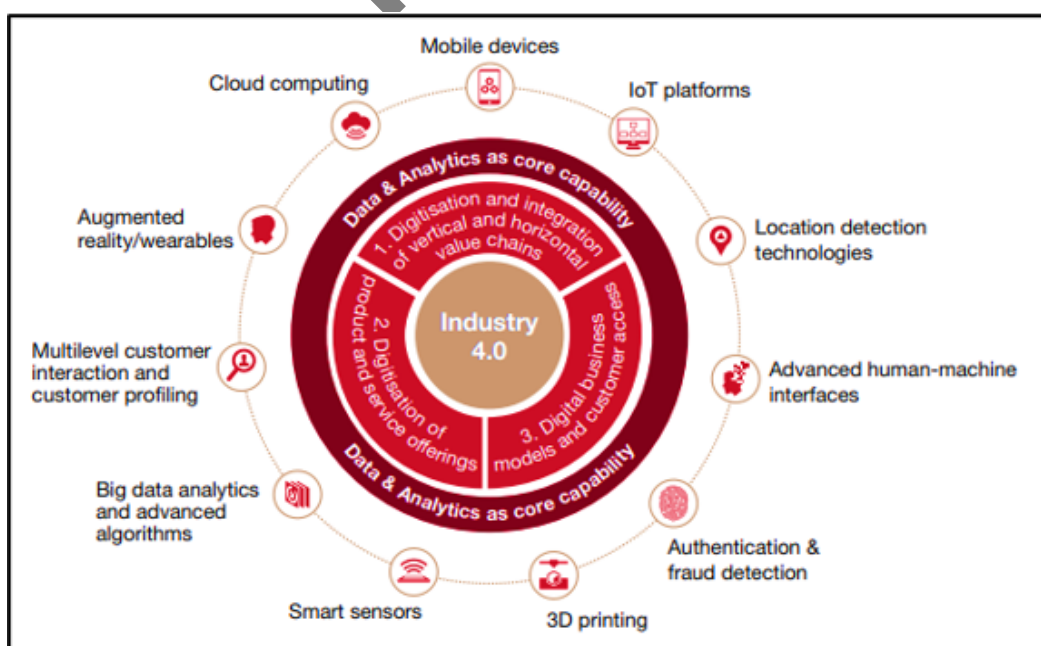 Mobile devices
Cloud computing
IoT platforms
Augmented
reality/wearables
Location detection
technologies
Multilevel customer
interaction and
customer profiling
Advanced human-machine
interfaces
Big data analytics
and advanced
algorithms
Authentication &
fraud detection
Smart sensors
3D printing
Data & Analytics as core capability
1. Digitisation and integration
of vertical and horizontal
value chains
2. Digitisation of
product and service offerings
3. Digital business
models and customer access
Industry
4.0
Data & Analytics as core capability